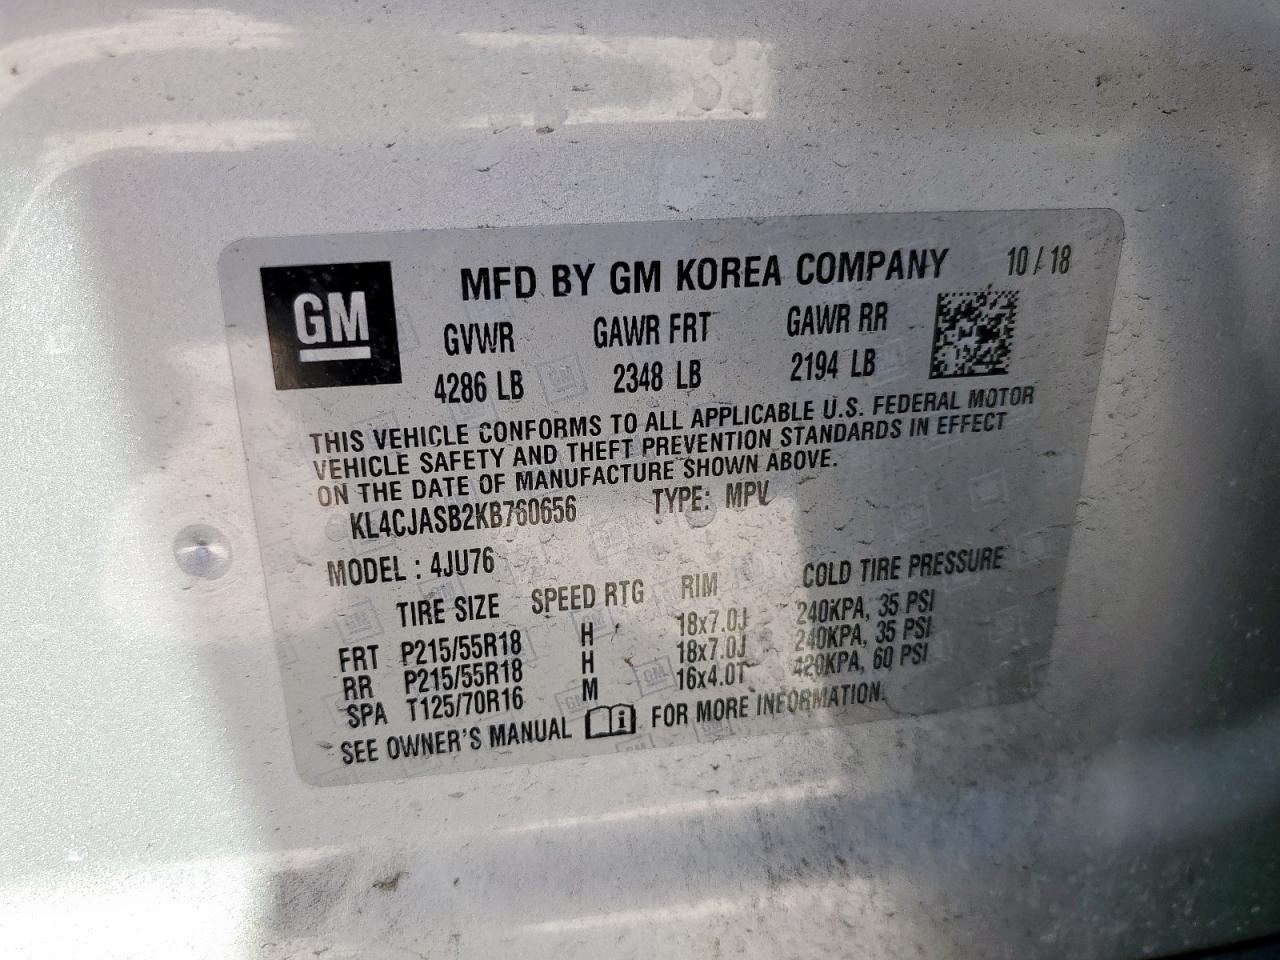 GM
MFD BY GM KOREA COMPANY 10/18
GVWR GAWR FRT GAWR RR
4286 LB 2348 LB 2194 LB
THIS VEHICLE CONFORMS TO ALL APPLICABLE U.S. FEDERAL MOTOR
VEHICLE SAFETY AND THEFT PREVENTION STANDARDS IN EFFECT
ON THE DATE OF MANUFACTURE SHOWN ABOVE.
KL4CJASB2KB760656 TYPE: MPV
MODEL : 4JU76
TIRE SIZE SPEED RTG RIM COLD TIRE PRESSURE
FRT P215/55R18 H 18x7.0J 240KPA, 35 PSI
RR P215/55R18 H 18x7.0J 240KPA, 35 PSI
SPA T125/70R16 M 16x4.0T 420KPA, 60 PSI
SEE OWNER'S MANUAL FOR MORE INFORMATION.